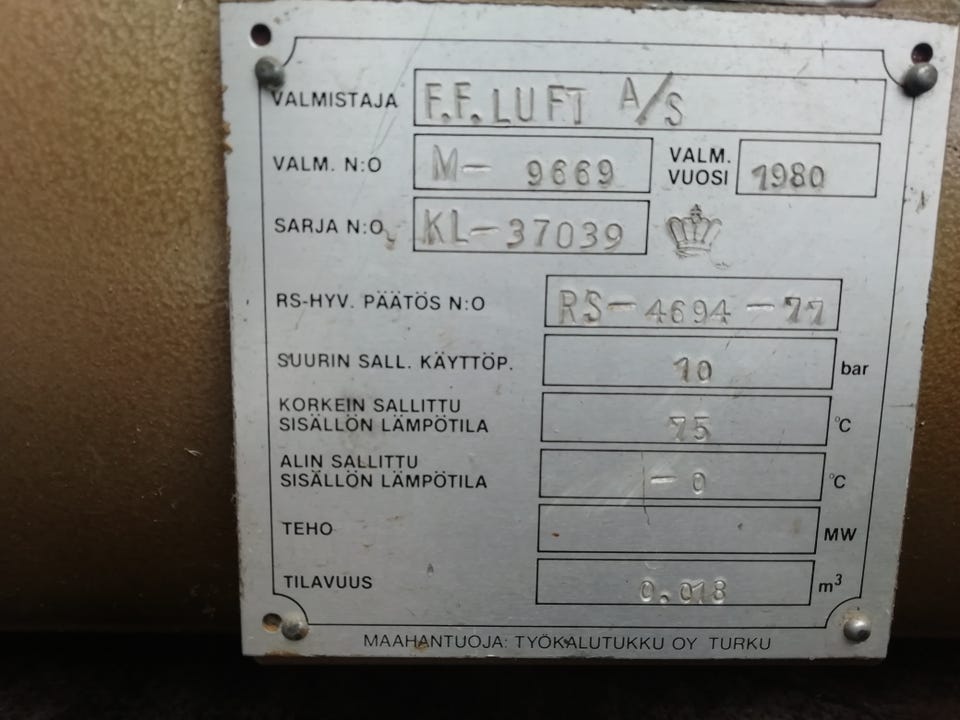 VALMISTAJA F.F. LUFT A/S
VALM. N:O M- 9669 VALM. VUOSI 1980
SARJA N:O KL-37039
RS-HYV. PÄÄTÖS N:O RS-4694-77
SUURIN SALL. KÄYTTÖP. 10 bar
KORKEIN SALLITTU
SISÄLLÖN LÄMPÖTILA 75 °C
ALIN SALLITTU
SISÄLLÖN LÄMPÖTILA -0 °C
TEHO MW
TILAVUUS 0.018 m³
MAAHANTUOJA: TYÖKALUTUKKU OY TURKU